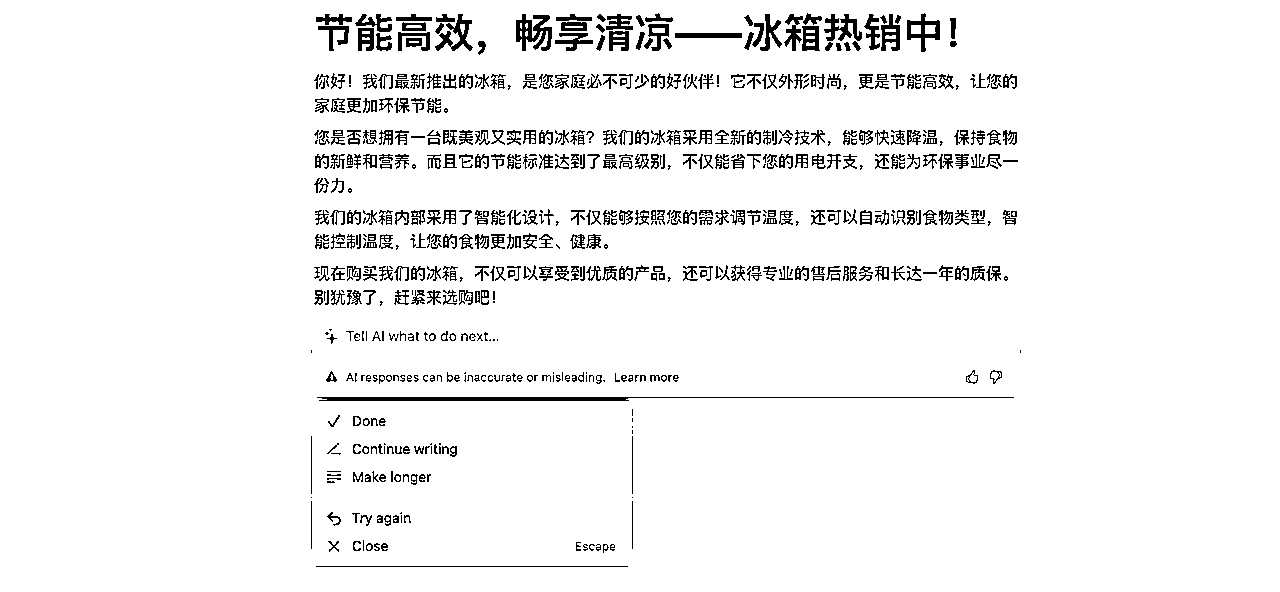 节能高效，畅享清凉——冰箱热销中！
你好！我们最新推出的冰箱，是您家庭必不可少的好伙伴！它不仅外形时尚，更是节能高效，让您的
家庭更加环保节能。
您是否想拥有一台既美观又实用的冰箱？我们的冰箱采用全新的制冷技术，能够快速降温，保持食物
的新鲜和营养。而且它的节能标准达到了最高级别，不仅能省下您的用电开支，还能为环保事业尽一
份力。
我们的冰箱内部采用了智能化设计，不仅能够按照您的需求调节温度，还可以自动识别食物类型，智
能控制温度，让您的食物更加安全、健康。
现在购买我们的冰箱，不仅可以享受到优质的产品，还可以获得专业的售后服务和长达一年的质保。
别犹豫了，赶紧来选购吧！
Tell AI what to do next...
AI responses can be inaccurate or misleading. Learn more
Done
Continue writing
Make longer
Try again
Close Escape